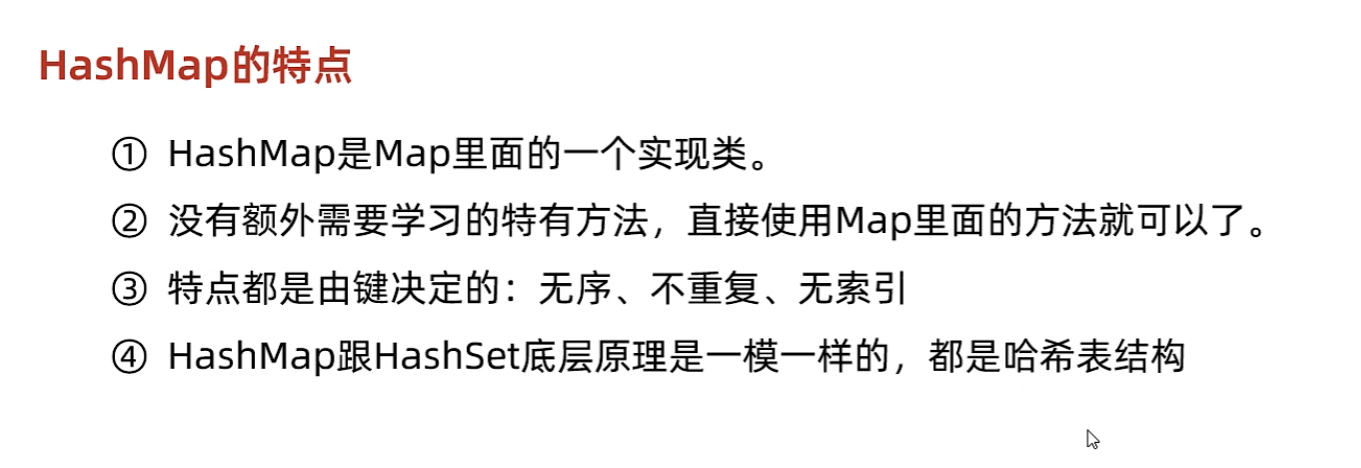 HashMap的特点
① HashMap是Map里面的一个实现类。
② 没有额外需要学习的特有方法，直接使用Map里面的方法就可以了。
③ 特点都是由键决定的：无序、不重复、无索引
④ HashMap跟HashSet底层原理是一模一样的，都是哈希表结构